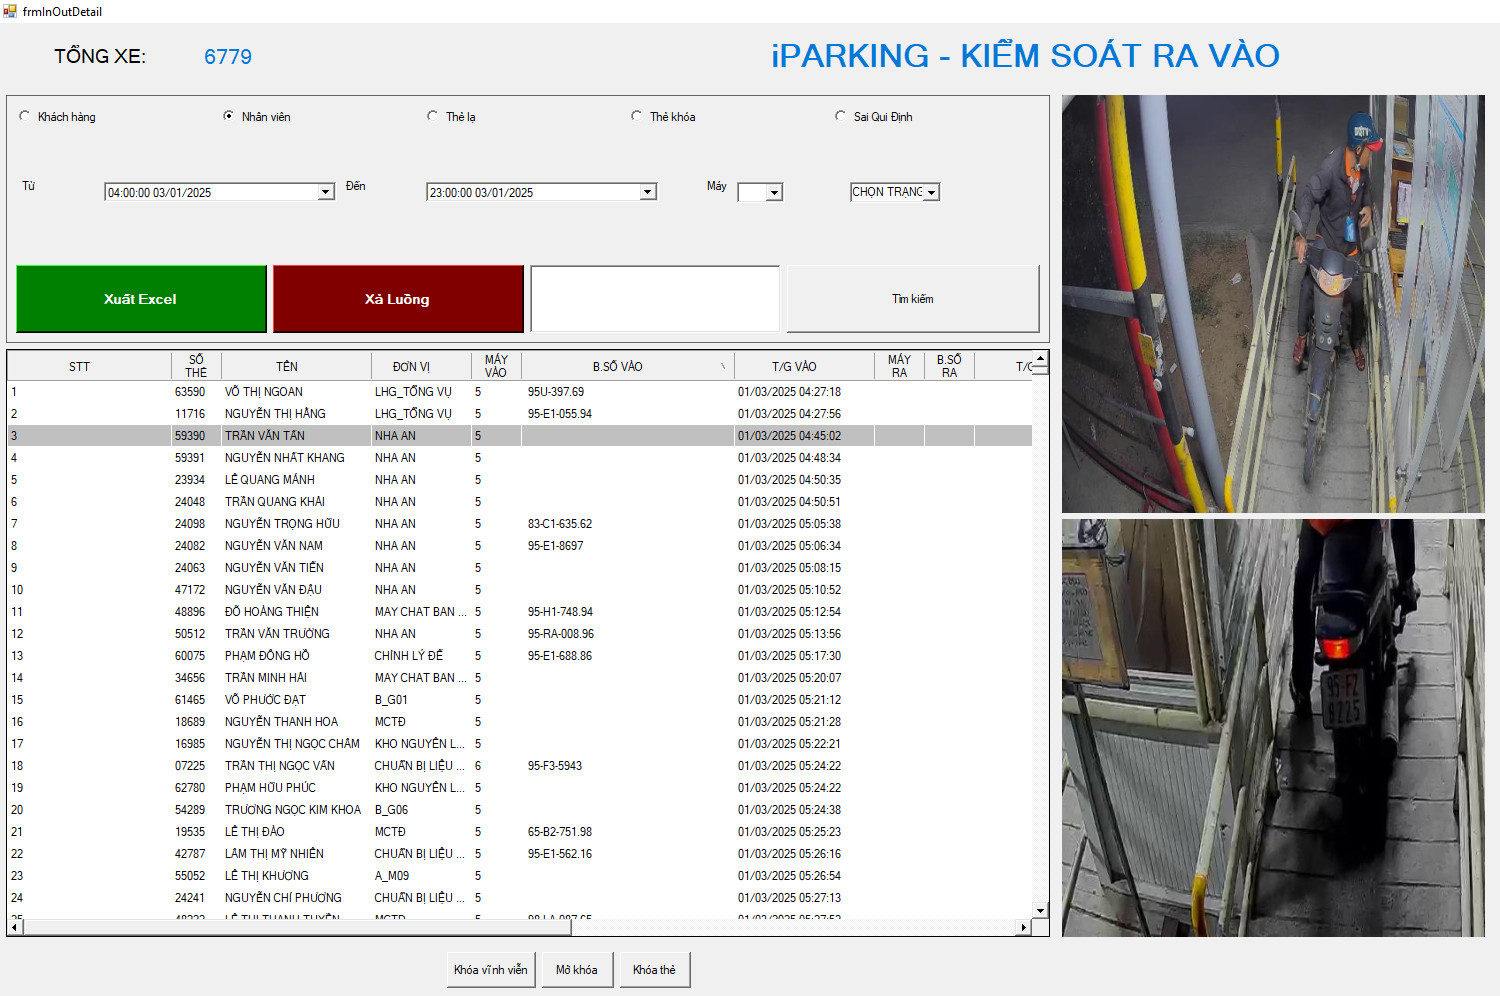 frmInOutDetail
TỔNG XE: 6779
iPARKING - KIỂM SOÁT RA VÀO
Khách hàng Nhân viên Thẻ lạ Thẻ khóa Sai Qui Định
Từ 04:00:00 03/01/2025 Đến 23:00:00 03/01/2025 Máy CHỌN TRẠNG
Xuất Excel Xả Luồng Tìm kiếm
STT SỐ THẺ TÊN ĐƠN VỊ MÁY VÀO B.SỐ VÀO T/G VÀO MÁY RA B.SỐ RA
1 63590 VÕ THỊ NGOAN LHG_TỔNG VỤ 5 95U-397.69 01/03/2025 04:27:18
2 11716 NGUYỄN THỊ HẰNG LHG_TỔNG VỤ 5 95-E1-055.94 01/03/2025 04:27:56
3 59390 TRẦN VĂN TẤN NHA AN 5 01/03/2025 04:45:02
4 59391 NGUYỄN NHẤT KHANG NHA AN 5 01/03/2025 04:48:34
5 23934 LÊ QUANG MÁNH NHA AN 5 01/03/2025 04:50:35
6 24048 TRẦN QUANG KHẢI NHA AN 5 01/03/2025 04:50:51
7 24098 NGUYỄN TRỌNG HỮU NHA AN 5 83-C1-635.62 01/03/2025 05:05:38
8 24082 NGUYỄN VĂN NAM NHA AN 5 95-E1-8697 01/03/2025 05:06:34
9 24063 NGUYỄN VĂN TIẾN NHA AN 5 01/03/2025 05:08:15
10 47172 NGUYỄN VĂN ĐẬU NHA AN 5 01/03/2025 05:10:52
11 48896 ĐỖ HOÀNG THIỆN MAY CHAT BAN ... 5 95-H1-748.94 01/03/2025 05:12:54
12 50512 TRẦN VĂN TRƯỜNG NHA AN 5 95-RA-008.96 01/03/2025 05:13:56
13 60075 PHẠM ĐÔNG HỒ CHỈNH LÝ ĐẾ 5 95-E1-688.86 01/03/2025 05:17:30
14 34656 TRẦN MINH HẢI MAY CHAT BAN ... 5 01/03/2025 05:20:07
15 61465 VÕ PHƯỚC ĐẠT B_G01 5 01/03/2025 05:21:12
16 18689 NGUYỄN THANH HOA MCTĐ 5 01/03/2025 05:21:28
17 16985 NGUYỄN THỊ NGỌC CHÂM KHO NGUYÊN L... 5 01/03/2025 05:22:21
18 07225 TRẦN THỊ NGỌC VẤN CHUẨN BỊ LIỆU ... 6 95-F3-5943 01/03/2025 05:24:22
19 62780 PHẠM HỮU PHÚC KHO NGUYÊN L... 5 01/03/2025 05:24:22
20 54289 TRƯƠNG NGỌC KIM KHOA B_G06 5 01/03/2025 05:24:38
21 19535 LÊ THỊ ĐÀO MCTĐ 5 65-B2-751.98 01/03/2025 05:25:23
22 42787 LÂM THỊ MỸ NHIÊN CHUẨN BỊ LIỆU ... 5 95-E1-562.16 01/03/2025 05:26:16
23 55052 LÊ THỊ KHƯƠNG A_M09 5 01/03/2025 05:26:54
24 24241 NGUYỄN CHÍ PHƯƠNG CHUẨN BỊ LIỆU ... 5 01/03/2025 05:27:13
Khóa vĩnh viễn Mở khóa Khóa thẻ
95-FZ
8225